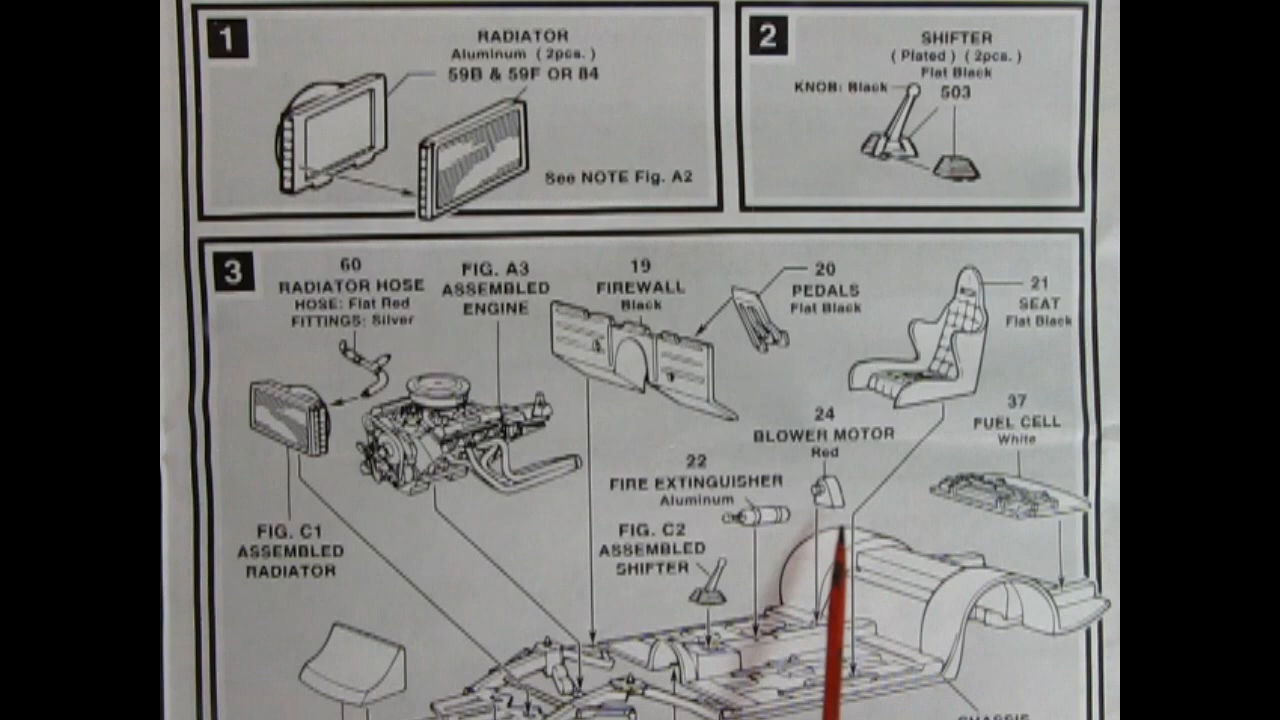 1
RADIATOR
Aluminum ( 2pcs. )
59B & 59F OR 84
See NOTE Fig. A2
2
SHIFTER
( Plated ) ( 2pcs. )
Flat Black
KNOB: Black
503
3
60
RADIATOR HOSE
HOSE: Flat Red
FITTINGS: Silver
FIG. A3
ASSEMBLED
ENGINE
19
FIREWALL
Black
20
PEDALS
Flat Black
21
SEAT
Flat Black
24
BLOWER MOTOR
Red
37
FUEL CELL
White
22
FIRE EXTINGUISHER
Aluminum
FIG. C1
ASSEMBLED
RADIATOR
FIG. C2
ASSEMBLED
SHIFTER
CHASSIS